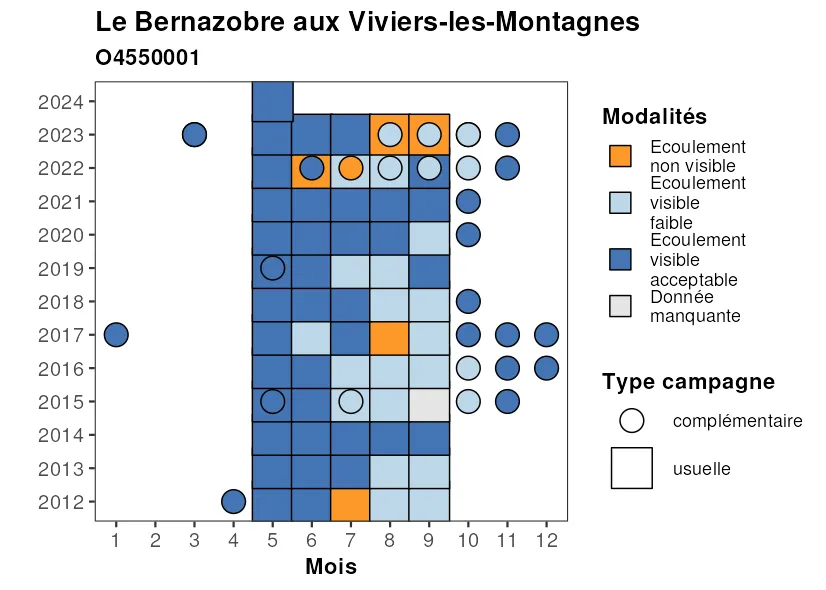 Le Bernazobre aux Viviers-les-Montagnes
O4550001
2024
2023
2022
2021
2020
2019
2018
2017
2016
2015
2014
2013
2012
1 2 3 4 5 6 7 8 9 10 11 12
Mois
Modalités
Ecoulement
non visible
Ecoulement
visible
faible
Ecoulement
visible
acceptable
Donnée
manquante
Type campagne
complémentaire
usuelle